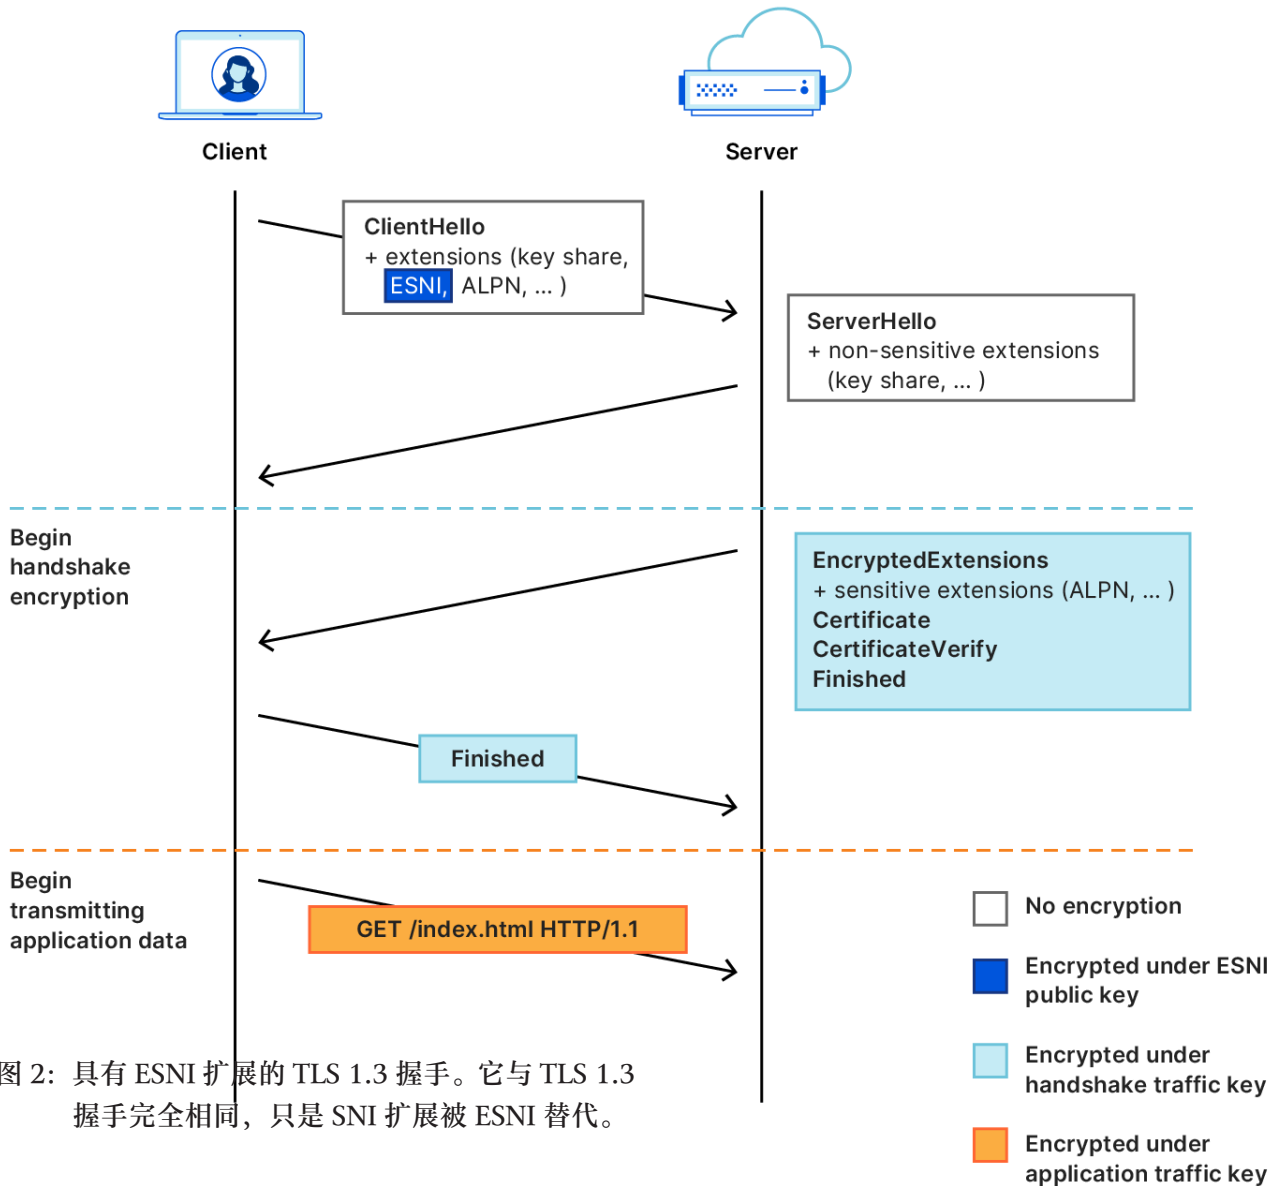 Client
Server
ClientHello
+ extensions (key share,
ESNI, ALPN, ... )
ServerHello
+ non-sensitive extensions
(key share, ... )
Begin
handshake
encryption
EncryptedExtensions
+ sensitive extensions (ALPN, ... )
Certificate
CertificateVerify
Finished
Finished
Begin
transmitting
application data
GET /index.html HTTP/1.1
No encryption
Encrypted under ESNI
public key
Encrypted under
handshake traffic key
Encrypted under
application traffic key
图 2: 具有 ESNI 扩展的 TLS 1.3 握手。它与 TLS 1.3
握手完全相同，只是 SNI 扩展被 ESNI 替代。